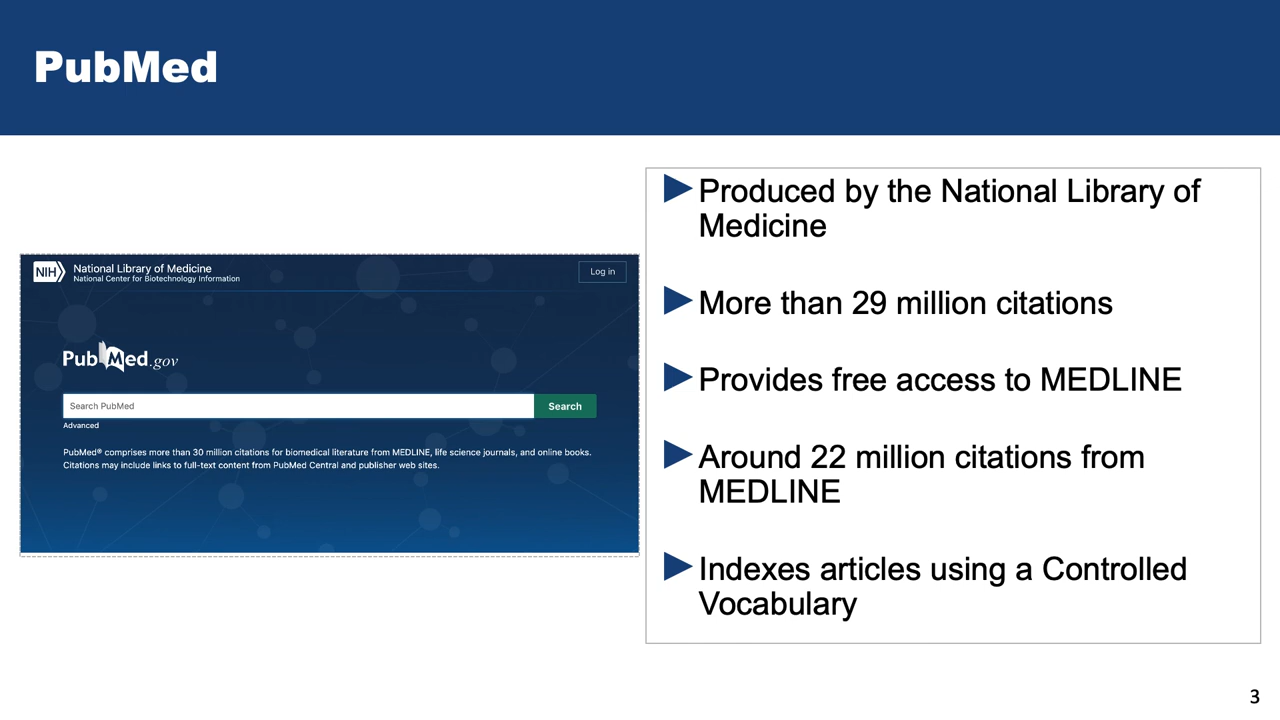 PubMed
NIH
National Library of Medicine
National Center for Biotechnology Information
Log in
PubMed.gov
Search PubMed
Search
Advanced
PubMed® comprises more than 30 million citations for biomedical literature from MEDLINE, life science journals, and online books.
Citations may include links to full-text content from PubMed Central and publisher web sites.
Produced by the National Library of
Medicine
More than 29 million citations
Provides free access to MEDLINE
Around 22 million citations from
MEDLINE
Indexes articles using a Controlled
Vocabulary
3